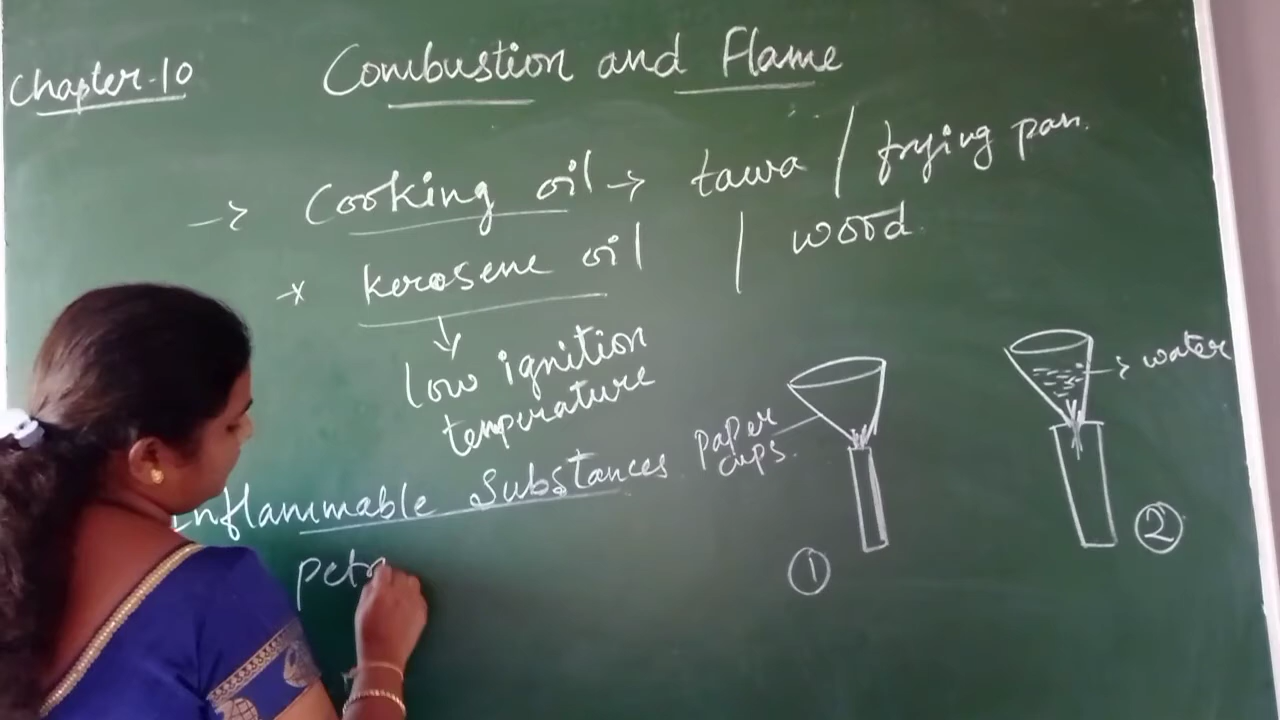 Chapter-10
Combustion and Flame
-> Cooking oil -> tawa / frying pan.
* kerosene oil / wood
↓
low ignition
temperature
Inflammable Substances
petr
paper
cups.
①
-> water
②